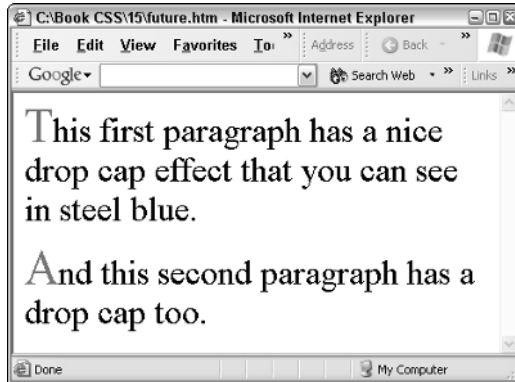 C:\Book CSS\15\future.htm - Microsoft Internet Explorer
File Edit View Favorites To » Address Back »
Google Search Web » Links »
This first paragraph has a nice
drop cap effect that you can see
in steel blue.
And this second paragraph has a
drop cap too.
Done My Computer